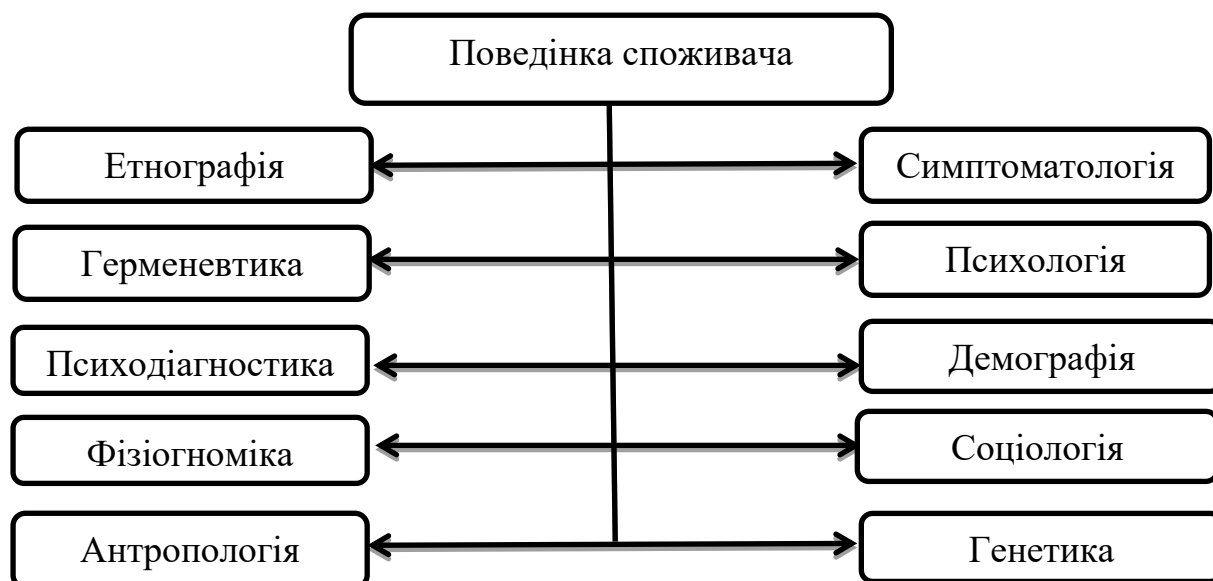 Поведінка споживача
Етнографія
Симптоматологія
Герменевтика
Психологія
Психодіагностика
Демографія
Фізіогноміка
Соціологія
Антропологія
Генетика